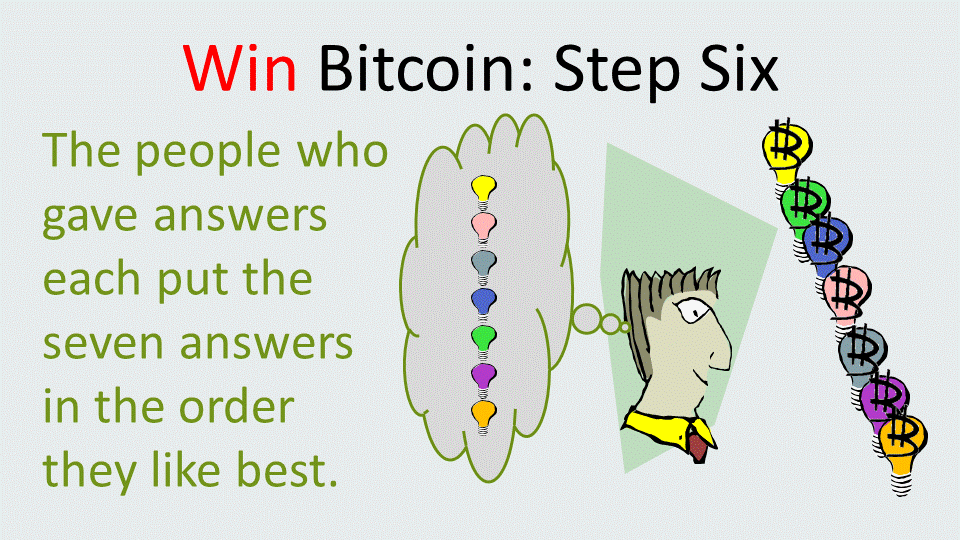 Win Bitcoin: Step Six
The people who
gave answers
each put the
seven answers
in the order
they like best.